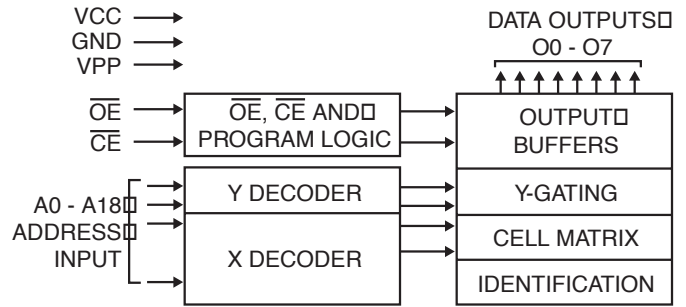 VCC
GND
VPP
OE
CE
A0 - A18
ADDRESS
INPUT
OE, CE AND
PROGRAM LOGIC
Y DECODER
X DECODER
DATA OUTPUTS
O0 - O7
OUTPUT
BUFFERS
Y-GATING
CELL MATRIX
IDENTIFICATION